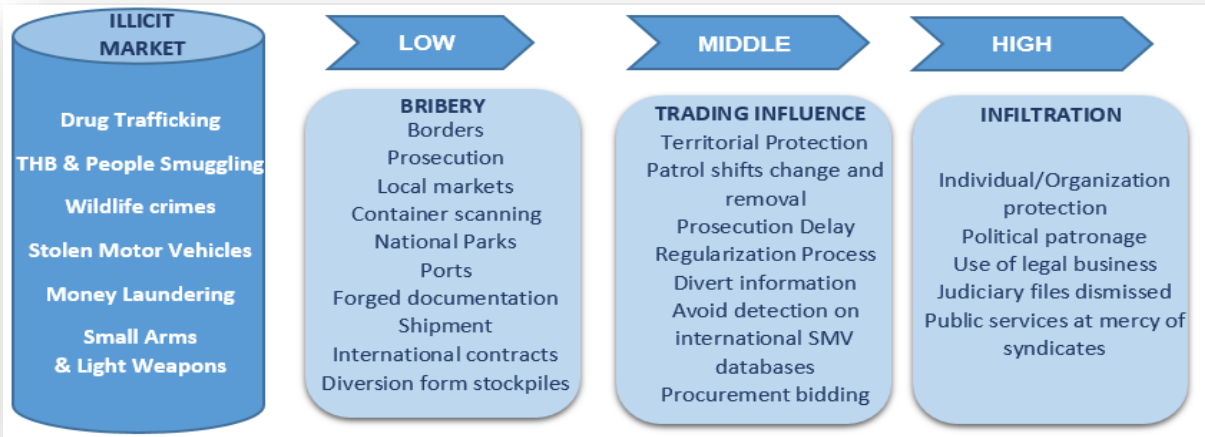 ILLICIT
MARKET
Drug Trafficking
THB & People Smuggling
Wildlife crimes
Stolen Motor Vehicles
Money Laundering
Small Arms
& Light Weapons
LOW
BRIBERY
Borders
Prosecution
Local markets
Container scanning
National Parks
Ports
Forged documentation
Shipment
International contracts
Diversion form stockpiles
MIDDLE
TRADING INFLUENCE
Territorial Protection
Patrol shifts change and
removal
Prosecution Delay
Regularization Process
Divert information
Avoid detection on
international SMV
databases
Procurement bidding
HIGH
INFILTRATION
Individual/Organization
protection
Political patronage
Use of legal business
Judiciary files dismissed
Public services at mercy of
syndicates